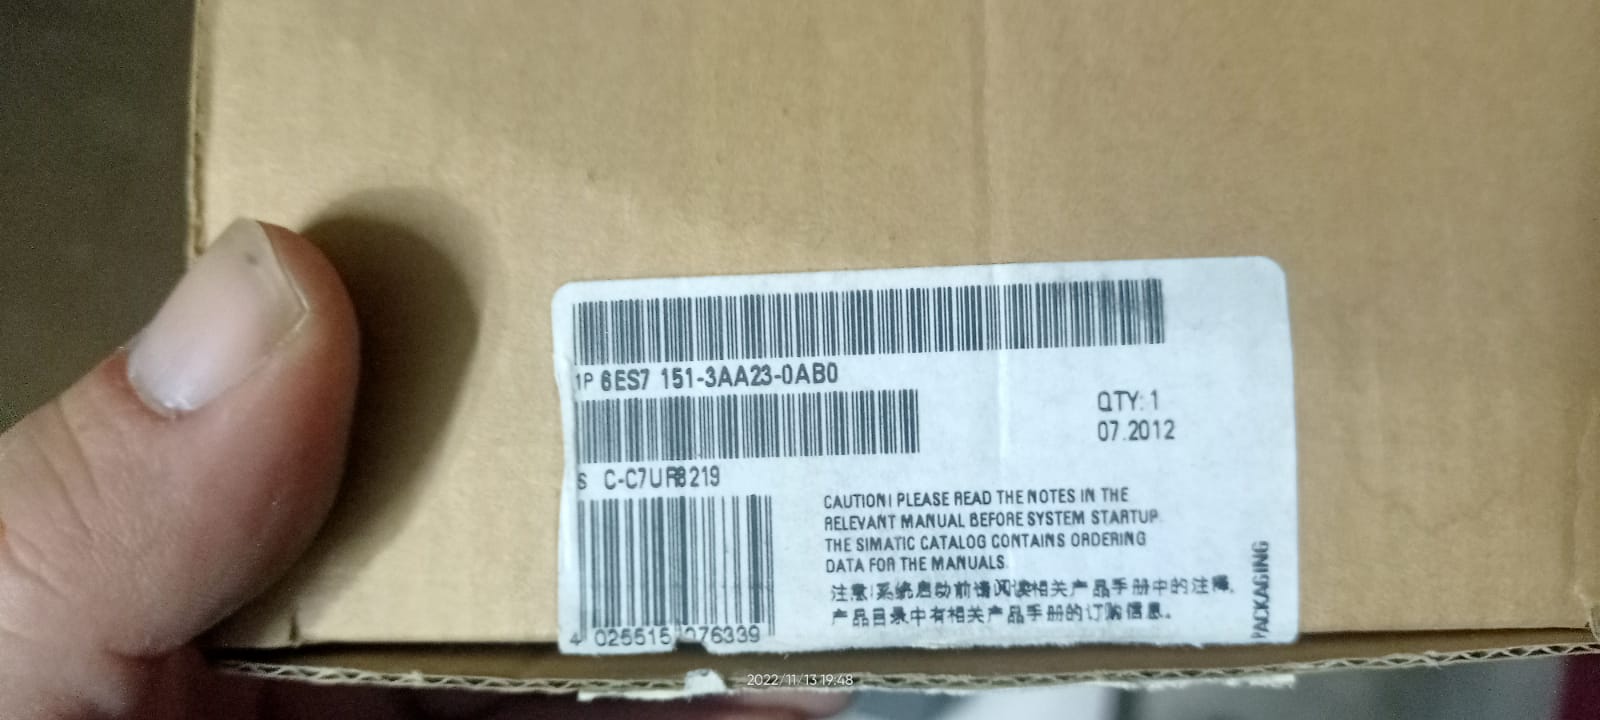 1P 6ES7 151-3AA23-0AB0
QTY: 1
07.2012
S C-C7UR8219
CAUTION! PLEASE READ THE NOTES IN THE
RELEVANT MANUAL BEFORE SYSTEM STARTUP.
THE SIMATIC CATALOG CONTAINS ORDERING
DATA FOR THE MANUALS.
注意!系统启动前请阅读相关产品手册中的注释,
产品目录中有相关产品手册的订购信息。
PACKAGING
4 025515 076339
2022/11/13 19:48